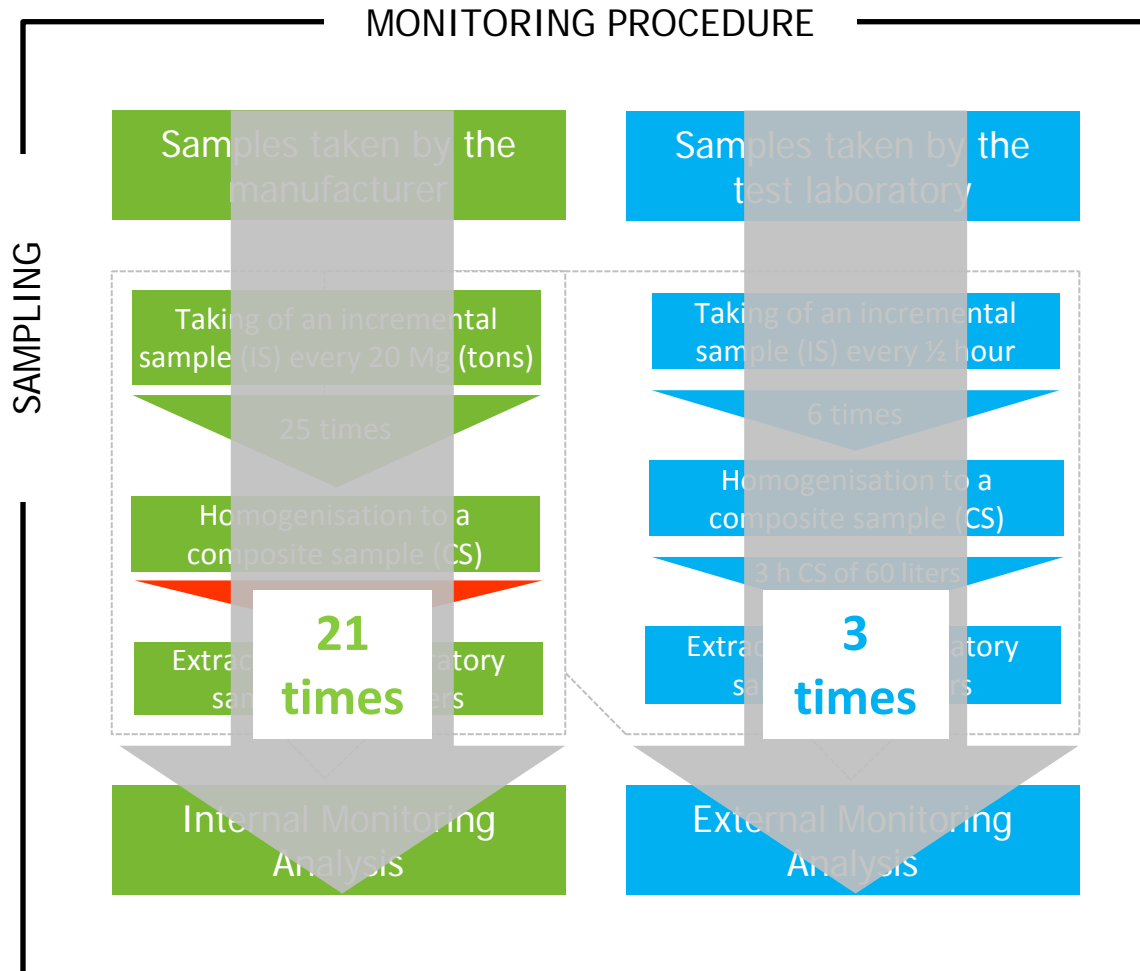 MONITORING PROCEDURE
SAMPLING
Samples taken by the
manufacturer
Taking of an incremental
sample (IS) every 20 Mg (tons)
25 times
Homogenisation to a
composite sample (CS)
21
times
Internal Monitoring
Analysis
Samples taken by the
test laboratory
Taking of an incremental
sample (IS) every ½ hour
6 times
Homogenisation to a
composite sample (CS)
3 h CS of 60 liters
3
times
External Monitoring
Analysis